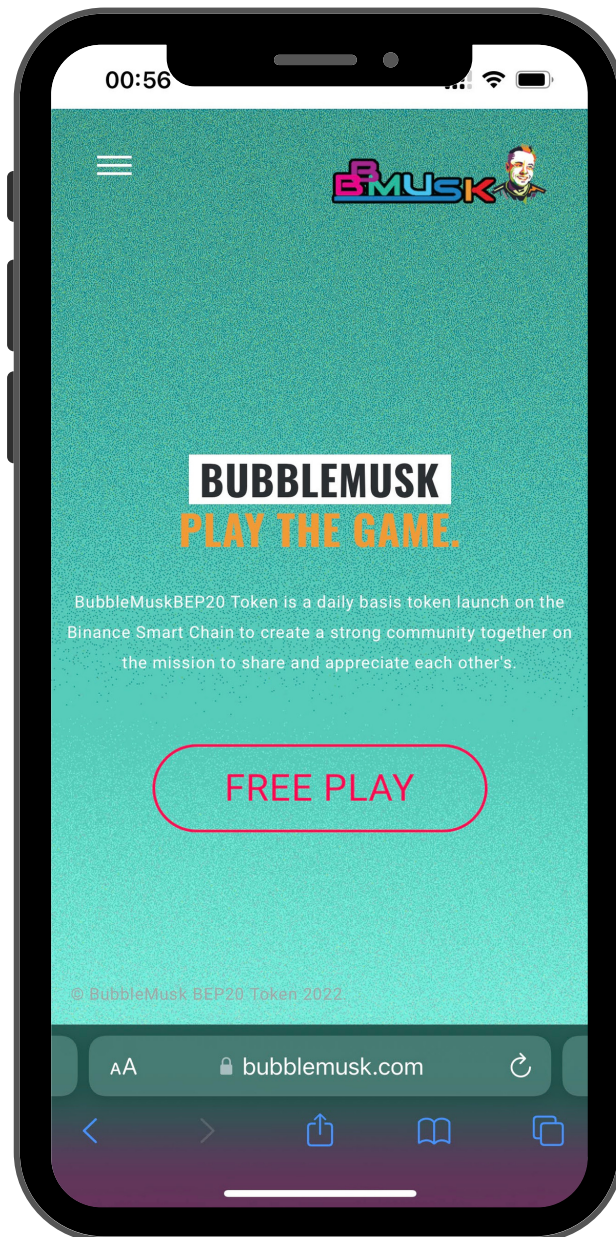 00:56
BBMUSK
BUBBLEMUSK
PLAY THE GAME.
BubbleMuskBEP20 Token is a daily basis token launch on the
Binance Smart Chain to create a strong community together on
the mission to share and appreciate each other's.
FREE PLAY
© BubbleMusk BEP20 Token 2022.
AA bubblemusk.com